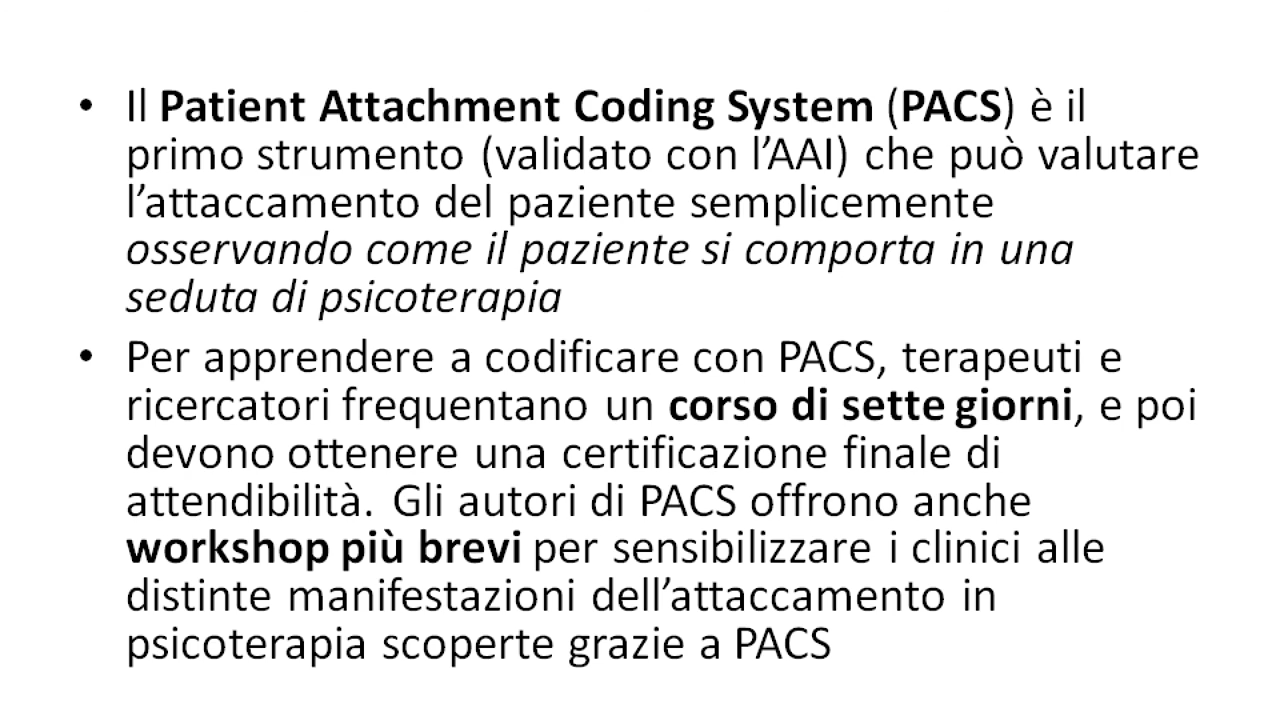 • Il Patient Attachment Coding System (PACS) è il
primo strumento (validato con l’AAI) che può valutare
l’attaccamento del paziente semplicemente
osservando come il paziente si comporta in una
seduta di psicoterapia
• Per apprendere a codificare con PACS, terapeuti e
ricercatori frequentano un corso di sette giorni, e poi
devono ottenere una certificazione finale di
attendibilità. Gli autori di PACS offrono anche
workshop più brevi per sensibilizzare i clinici alle
distinte manifestazioni dell’attaccamento in
psicoterapia scoperte grazie a PACS